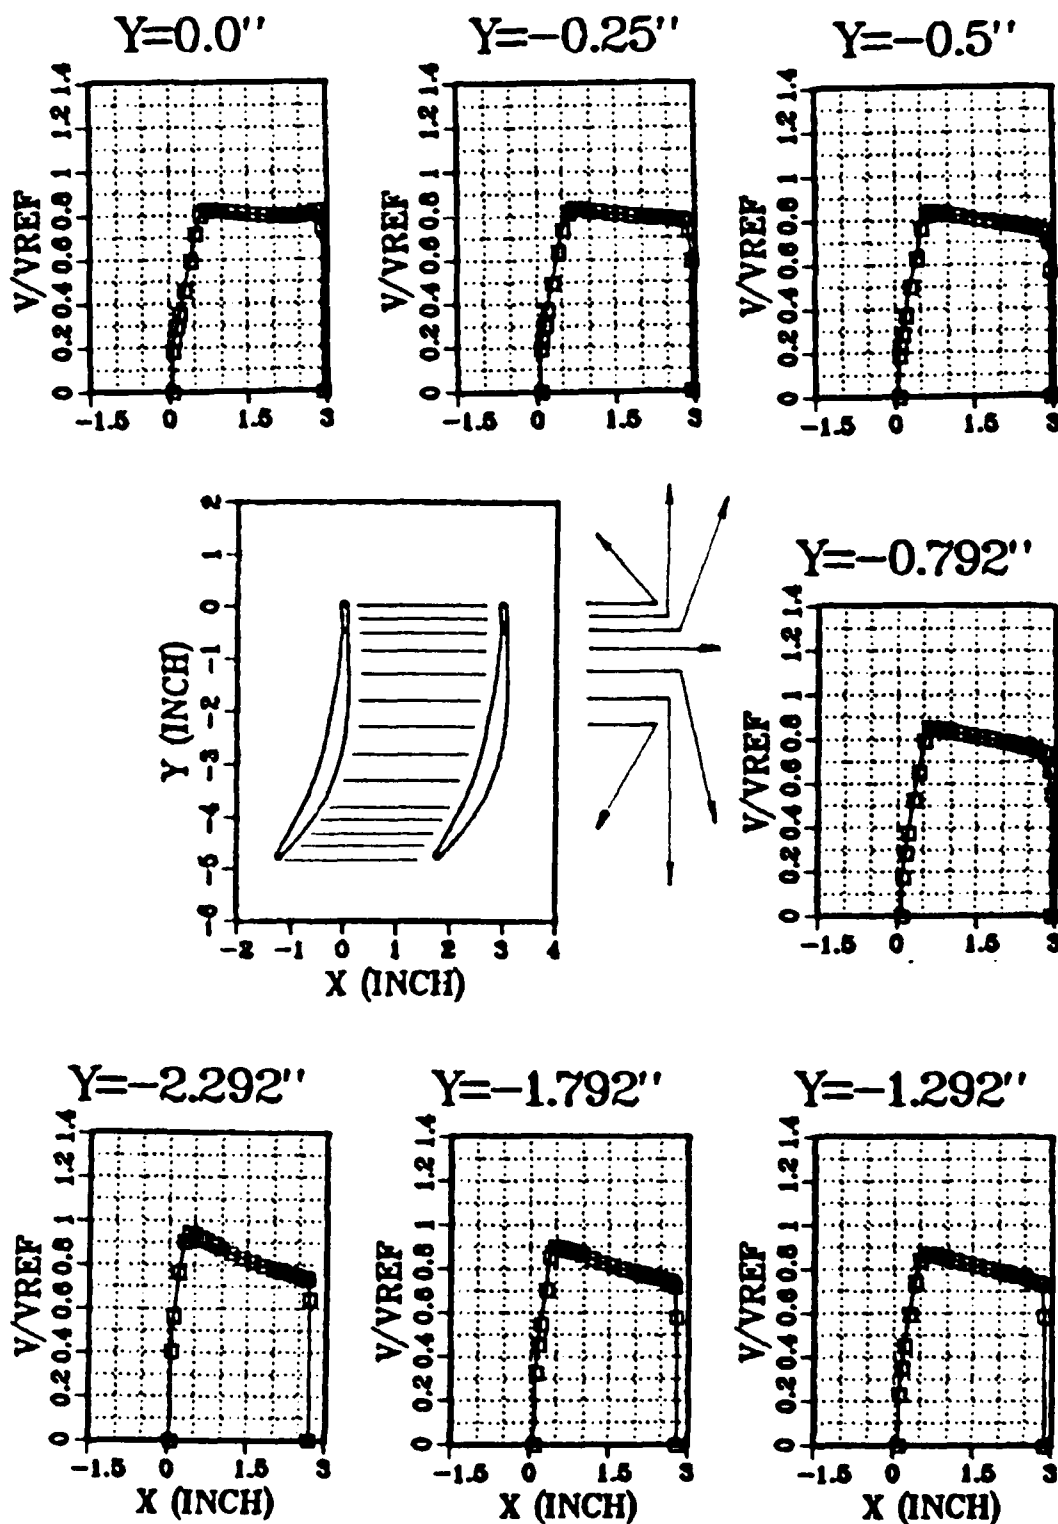 Y=0.0" Y=-0.25" Y=-0.5"
V/VREF
0 0.2 0.4 0.6 0.8 1 1.2 1.4
-1.5 0 1.5 3
V/VREF
0 0.2 0.4 0.6 0.8 1 1.2 1.4
-1.5 0 1.5 3
V/VREF
0 0.2 0.4 0.6 0.8 1 1.2 1.4
-1.5 0 1.5 3
Y (INCH)
-6 -5 -4 -3 -2 -1 0 1 2
-2 -1 0 1 2 3 4
X (INCH)
Y=-0.792"
V/VREF
0 0.2 0.4 0.6 0.8 1 1.2 1.4
-1.5 0 1.5 3
Y=-2.292" Y=-1.792" Y=-1.292"
V/VREF
0 0.2 0.4 0.6 0.8 1 1.2 1.4
-1.5 0 1.5 3
X (INCH)
V/VREF
0 0.2 0.4 0.6 0.8 1 1.2 1.4
-1.5 0 1.5 3
X (INCH)
V/VREF
0 0.2 0.4 0.6 0.8 1 1.2 1.4
-1.5 0 1.5 3
X (INCH)